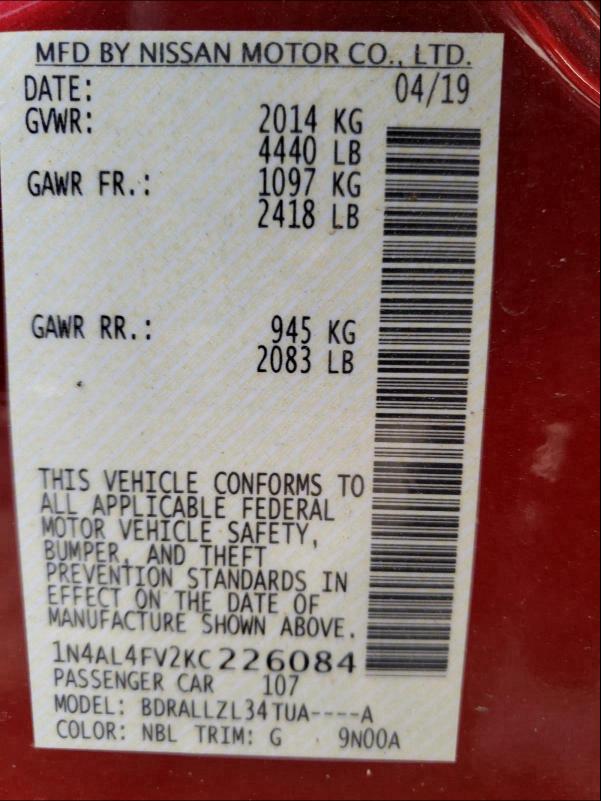 MFD BY NISSAN MOTOR CO., LTD.
DATE: 04/19
GVWR: 2014 KG
4440 LB
GAWR FR.: 1097 KG
2418 LB
GAWR RR.: 945 KG
2083 LB
THIS VEHICLE CONFORMS TO
ALL APPLICABLE FEDERAL
MOTOR VEHICLE SAFETY,
BUMPER, AND THEFT
PREVENTION STANDARDS IN
EFFECT ON THE DATE OF
MANUFACTURE SHOWN ABOVE.
1N4AL4FV2KC226084
PASSENGER CAR 107
MODEL: BDRALLZL34TUA----A
COLOR: NBL TRIM: G 9N00A